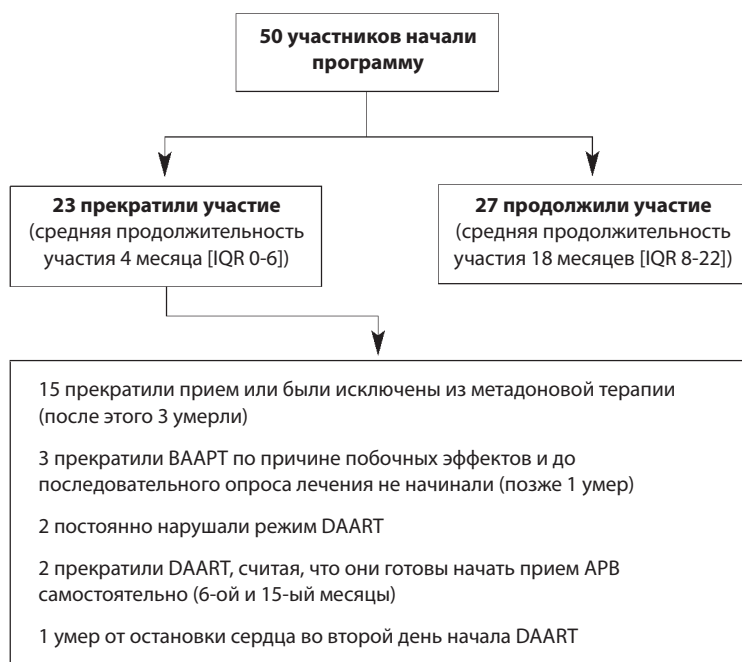 50 участников начали
программу
23 прекратили участие
(средняя продолжительность
участия 4 месяца [IQR 0-6])
27 продолжили участие
(средняя продолжительность
участия 18 месяцев [IQR 8-22])
15 прекратили прием или были исключены из метадоновой терапии
(после этого 3 умерли)
3 прекратили ВААРТ по причине побочных эффектов и до
последовательного опроса лечения не начинали (позже 1 умер)
2 постоянно нарушали режим DAART
2 прекратили DAART, считая, что они готовы начать прием АРВ
самостоятельно (6-ой и 15-ый месяцы)
1 умер от остановки сердца во второй день начала DAART